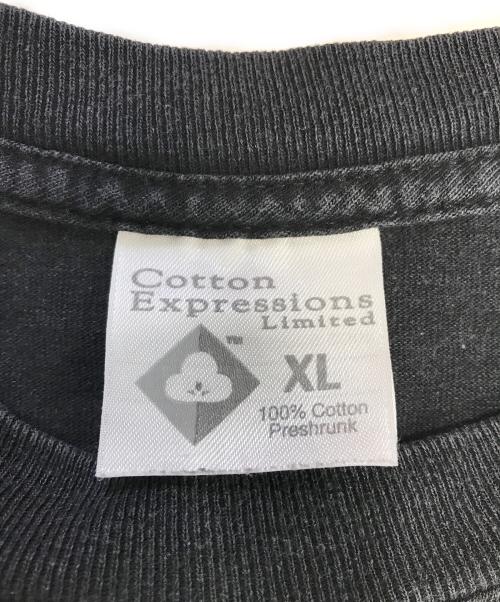 Cotton
Expressions
Limited
™
XL
100% Cotton
Preshrunk